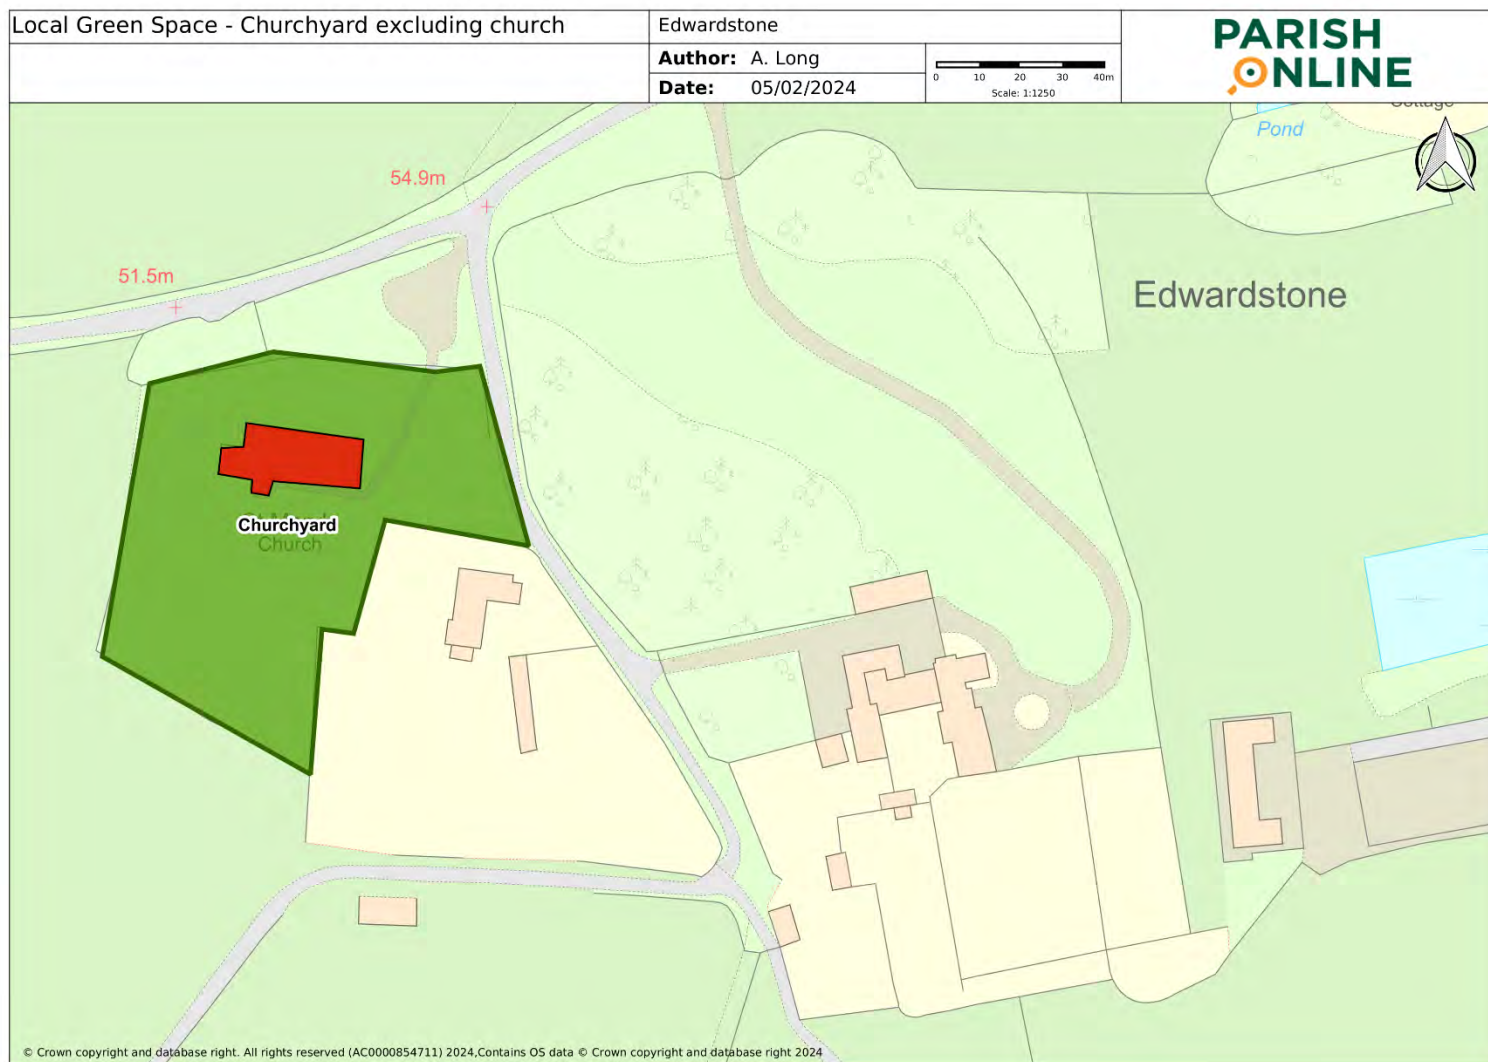 Local Green Space - Churchyard excluding church
Edwardstone
Author: A. Long
Date: 05/02/2024
0 10 20 30 40m
Scale: 1:1250
PARISH
ONLINE
Cottage
Pond
54.9m
51.5m
Edwardstone
Churchyard
Church
© Crown copyright and database right. All rights reserved (AC0000854711) 2024,Contains OS data © Crown copyright and database right 2024